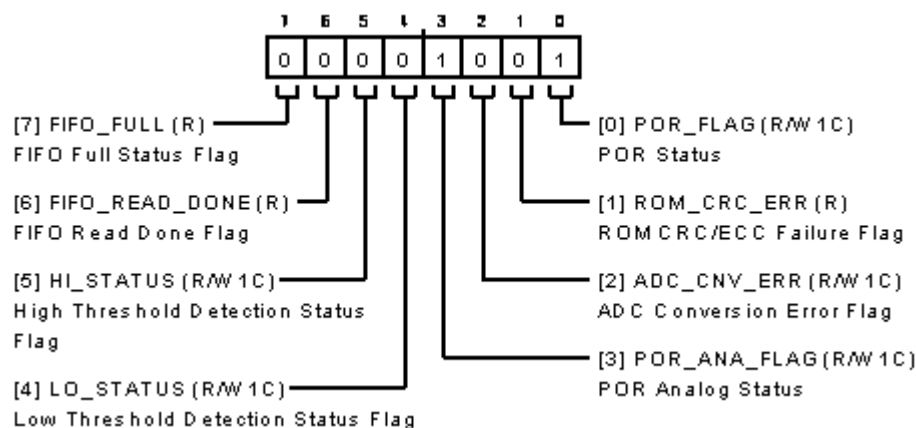 7 6 5 4 3 2 1 0
0 0 0 0 1 0 0 1
[7] FIFO_FULL (R)
FIFO Full Status Flag
[6] FIFO_READ_DONE (R)
FIFO Read Done Flag
[5] HI_STATUS (R/W1C)
High Threshold Detection Status
Flag
[4] LO_STATUS (R/W1C)
Low Threshold Detection Status Flag
[0] POR_FLAG (R/W1C)
POR Status
[1] ROM_CRC_ERR (R)
ROM CRC/ECC Failure Flag
[2] ADC_CNV_ERR (R/W1C)
ADC Conversion Error Flag
[3] POR_ANA_FLAG (R/W1C)
POR Analog Status